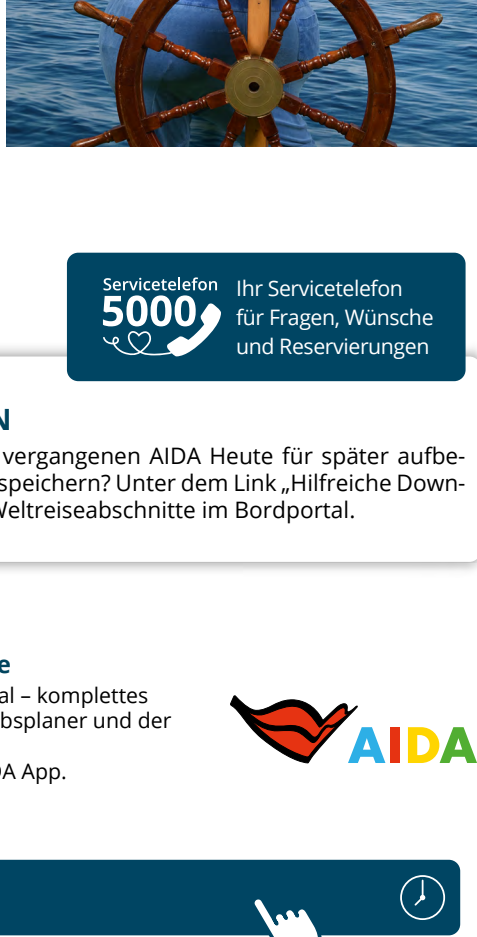 Servicetelefon
5000
Ihr Servicetelefon
für Fragen, Wünsche
und Reservierungen
N
vergangenen AIDA Heute für später aufbe-
speichern? Unter dem Link „Hilfreiche Down-
Weltreiseabschnitte im Bordportal.
e
al – komplettes
bsplaner und der
DA App.
AIDA